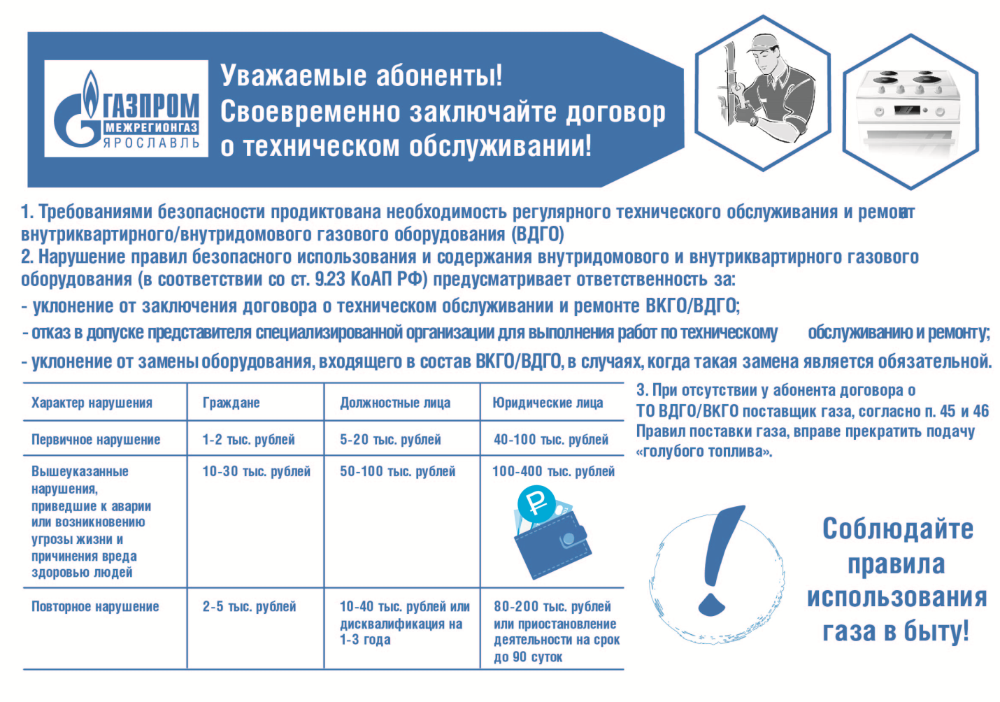 ГАЗПРОМ
МЕЖРЕГИОНГАЗ
ЯРОСЛАВЛЬ
Уважаемые абоненты!
Своевременно заключайте договор
о техническом обслуживании!
1. Требованиями безопасности продиктована необходимость регулярного технического обслуживания и ремонт
внутриквартирного/внутридомового газового оборудования (ВДГО)
2. Нарушение правил безопасного использования и содержания внутридомового и внутриквартирного газового
оборудования (в соответствии со ст. 9.23 КоАП РФ) предусматривает ответственность за:
- уклонение от заключения договора о техническом обслуживании и ремонте ВКГО/ВДГО;
- отказ в допуске представителя специализированной организации для выполнения работ по техническому обслуживанию и ремонту;
- уклонение от замены оборудования, входящего в состав ВКГО/ВДГО, в случаях, когда такая замена является обязательной.
Характер нарушения Граждане Должностные лица Юридические лица
Первичное нарушение 1-2 тыс. рублей 5-20 тыс. рублей 40-100 тыс. рублей
Вышеуказанные 10-30 тыс. рублей 50-100 тыс. рублей 100-400 тыс. рублей
нарушения,
приведшие к аварии
или возникновению
угрозы жизни и
причинения вреда
здоровью людей
Повторное нарушение 2-5 тыс. рублей 10-40 тыс. рублей или 80-200 тыс. рублей
дисквалификация на или приостановление
1-3 года деятельности на срок
до 90 суток
3. При отсутствии у абонента договора о
ТО ВДГО/ВКГО поставщик газа, согласно п. 45 и 46
Правил поставки газа, вправе прекратить подачу
«голубого топлива».
Соблюдайте
правила
использования
газа в быту!